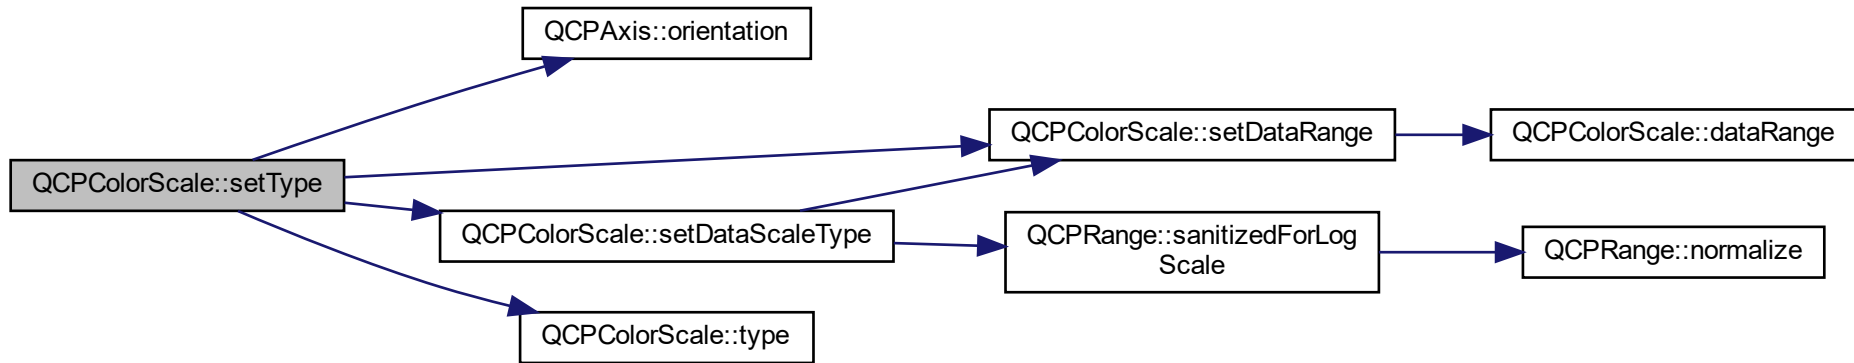 QCPAxis::orientation
QCPColorScale::setDataRange
QCPColorScale::dataRange
QCPColorScale::setType
QCPColorScale::setDataScaleType
QCPRange::sanitizedForLog
Scale
QCPRange::normalize
QCPColorScale::type